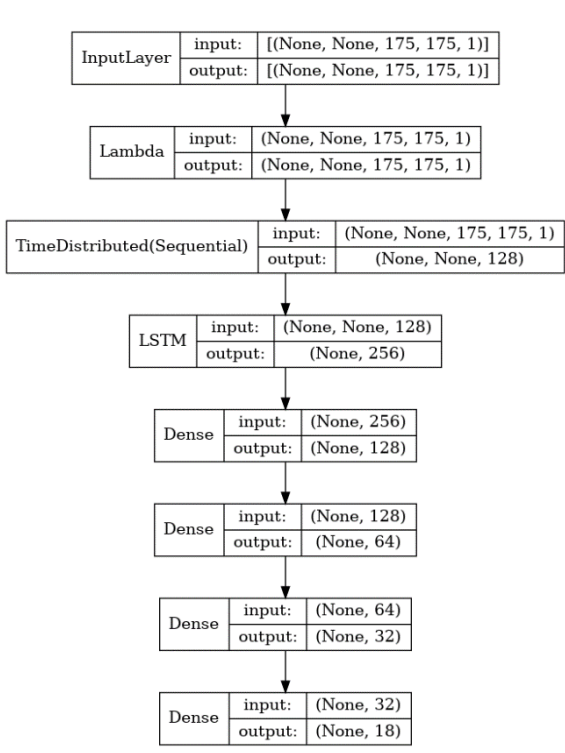 InputLayer
input: [(None, None, 175, 175, 1)]
output: [(None, None, 175, 175, 1)]
Lambda
input: (None, None, 175, 175, 1)
output: (None, None, 175, 175, 1)
TimeDistributed(Sequential)
input: (None, None, 175, 175, 1)
output: (None, None, 128)
LSTM
input: (None, None, 128)
output: (None, 256)
Dense
input: (None, 256)
output: (None, 128)
Dense
input: (None, 128)
output: (None, 64)
Dense
input: (None, 64)
output: (None, 32)
Dense
input: (None, 32)
output: (None, 18)